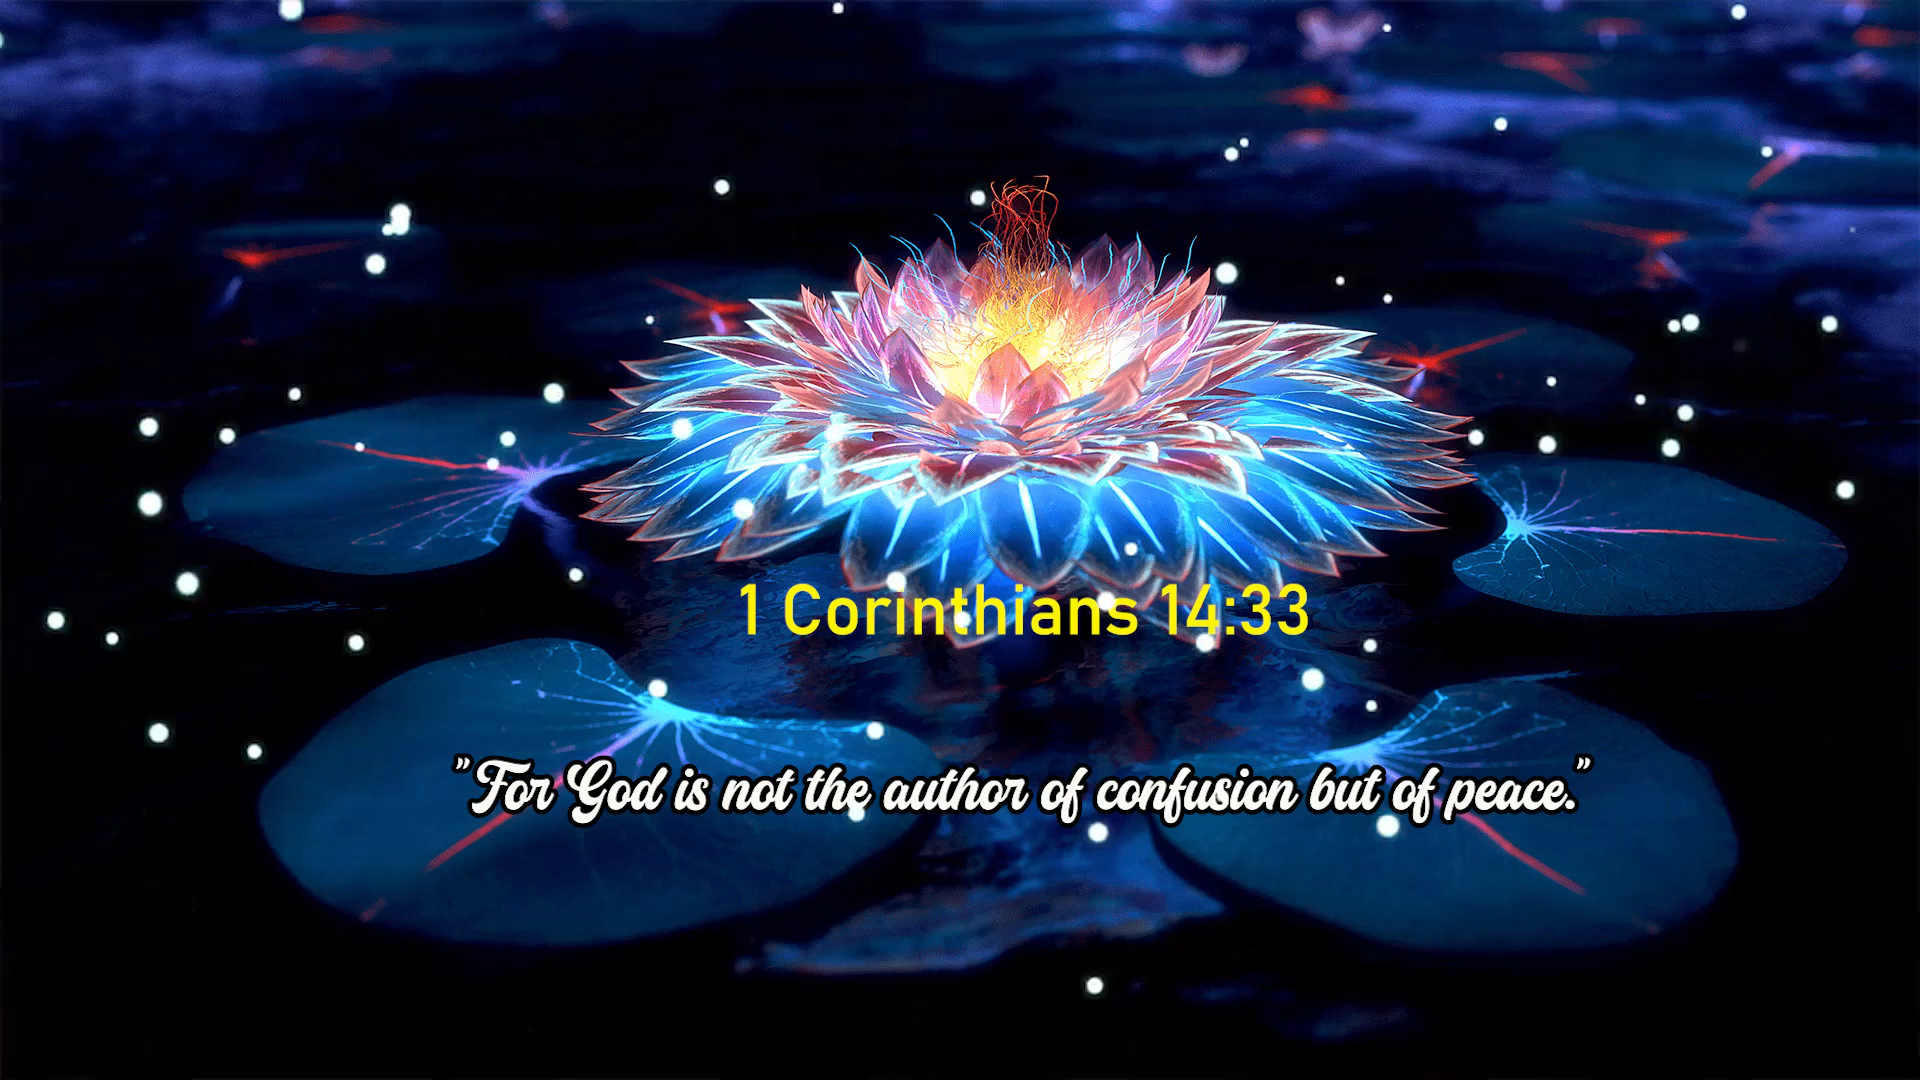 1 Corinthians 14:33
"For God is not the author of confusion but of peace."